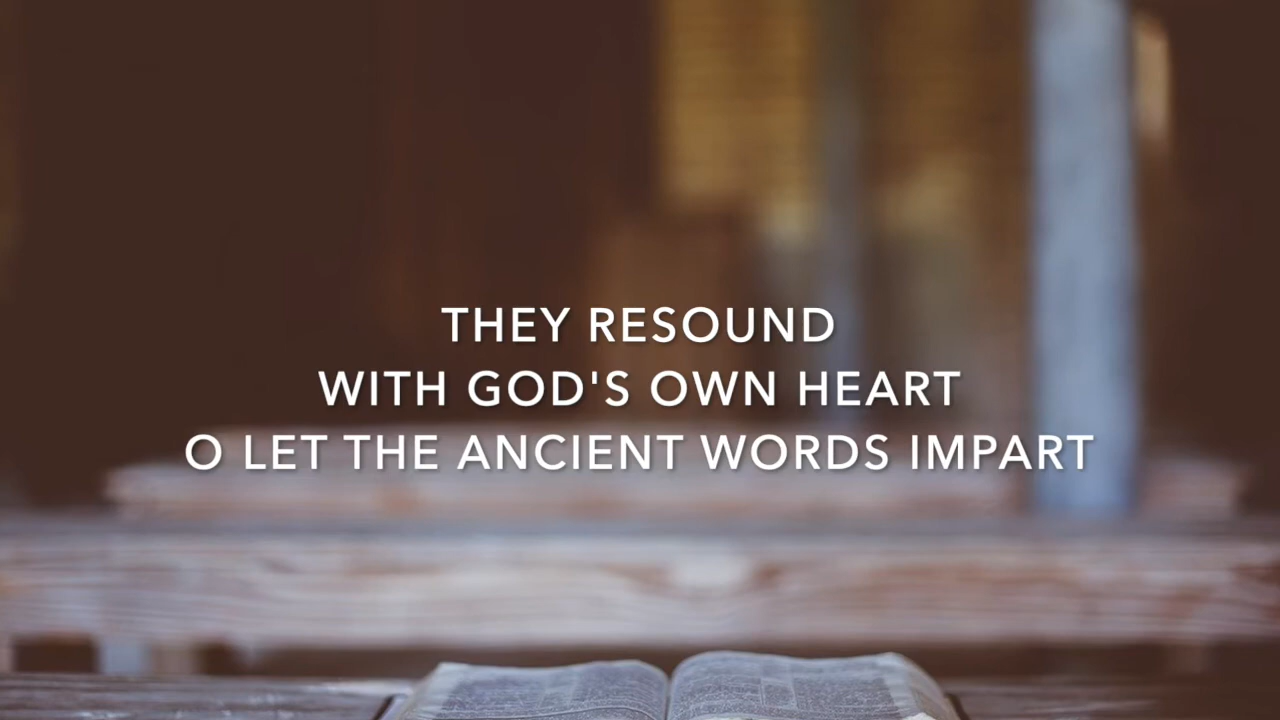 THEY RESOUND
WITH GOD'S OWN HEART
O LET THE ANCIENT WORDS IMPART